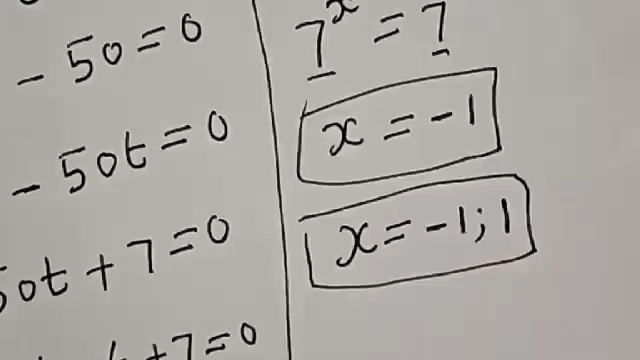 - 50 = 0
- 50t = 0
50t + 7 = 0
+ 7 = 0
7^x = 7
x = -1
x = -1; 1